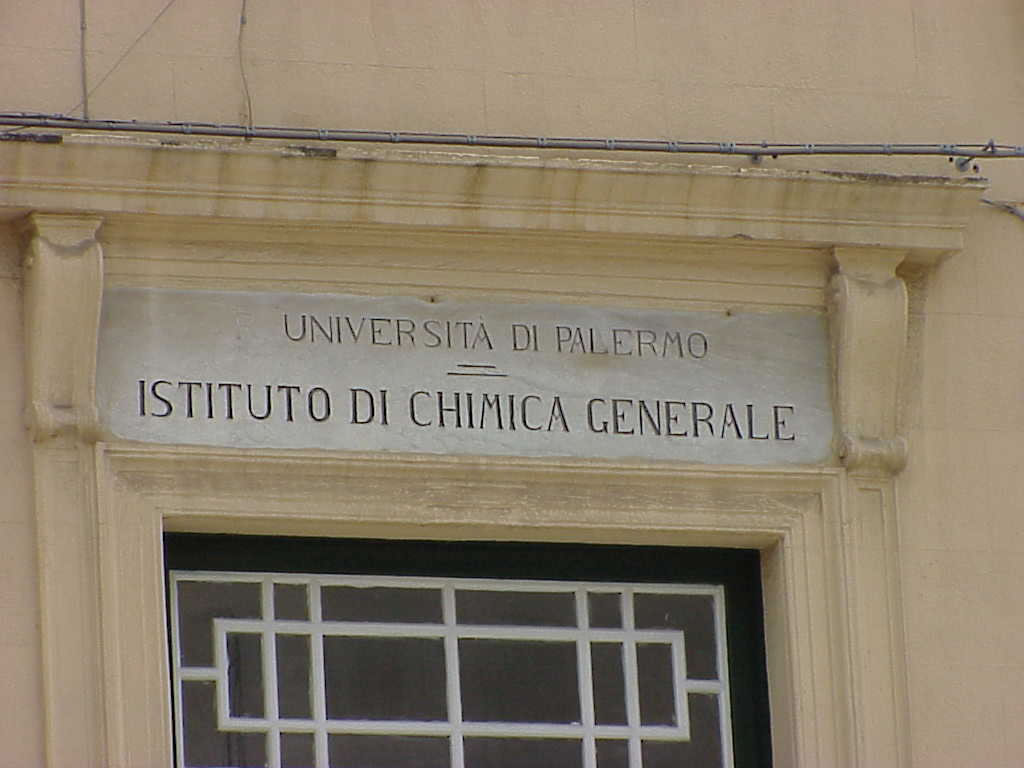 UNIVERSITÀ DI PALERMO
ISTITUTO DI CHIMICA GENERALE